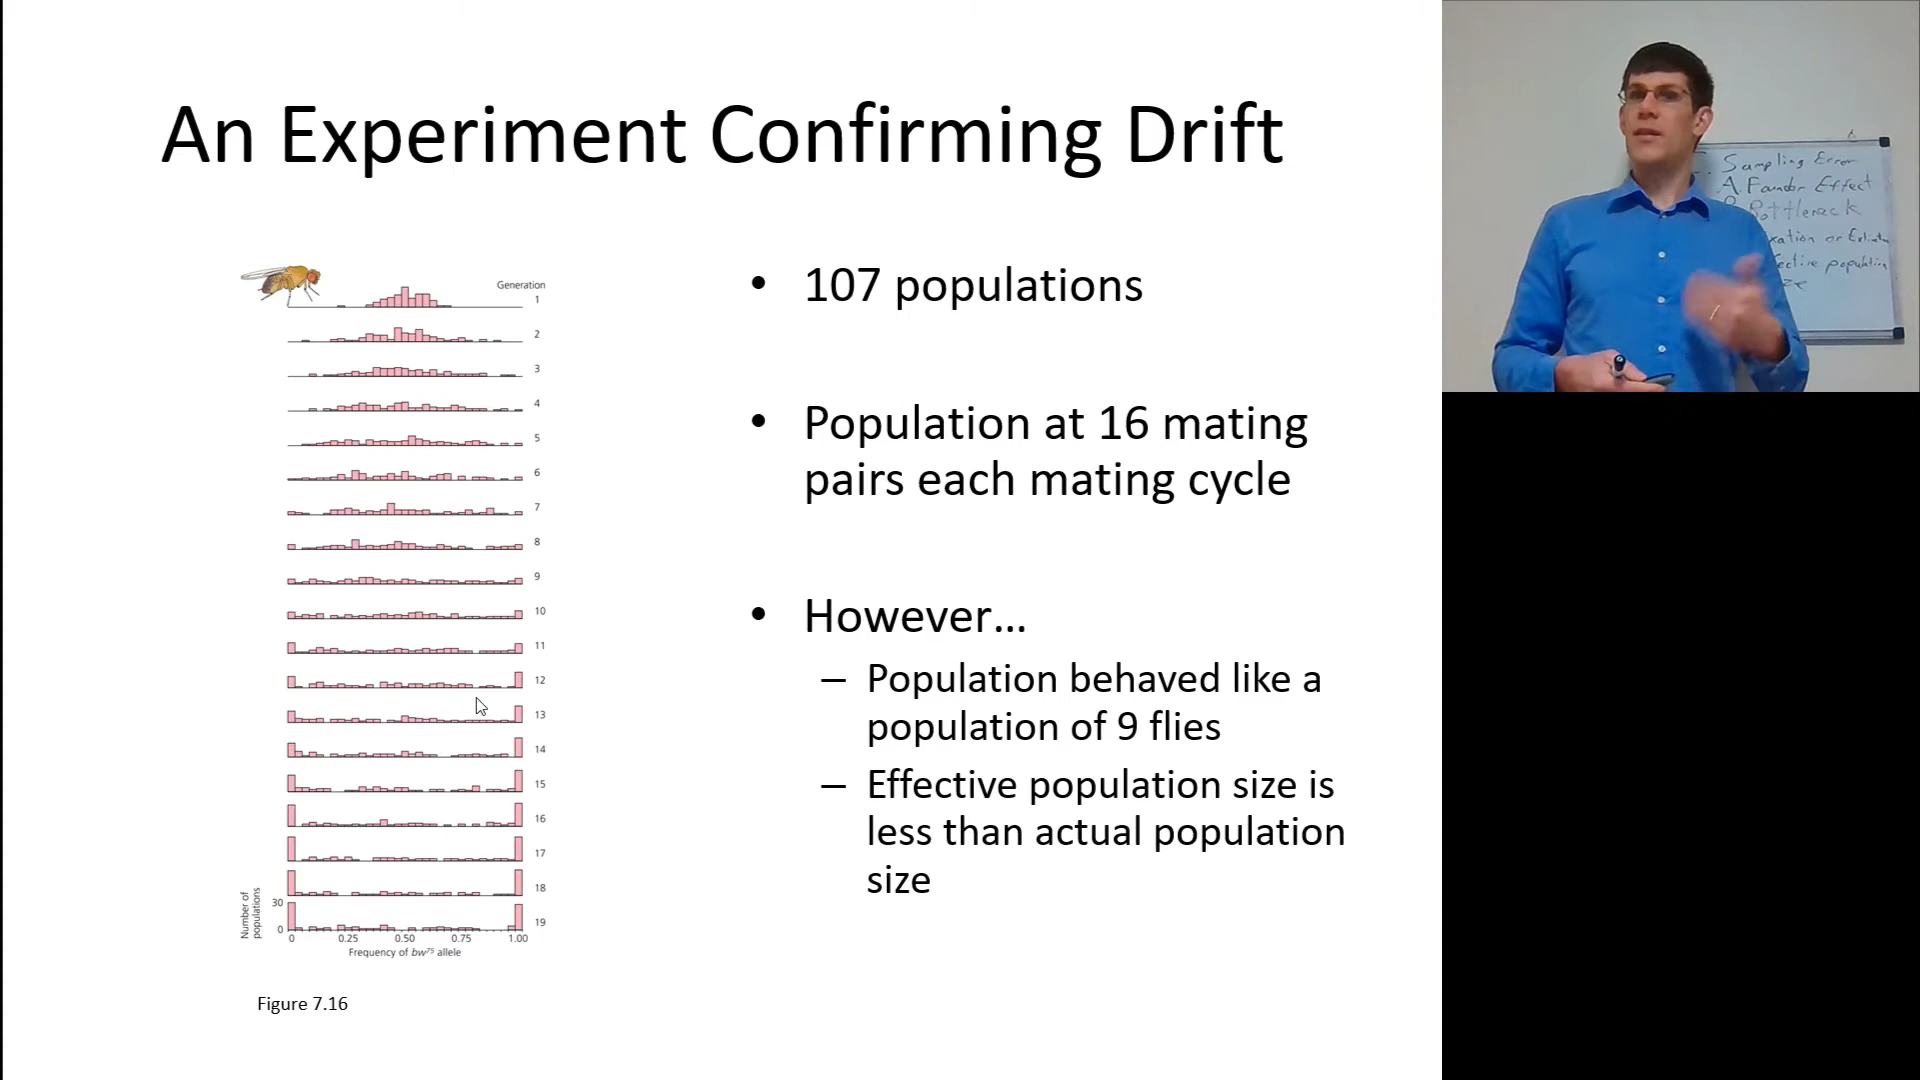 An Experiment Confirming Drift
Generation
1
2
3
4
5
6
7
8
9
10
11
12
13
14
15
16
17
18
19
Number of
populations
30
0
0 0.25 0.50 0.75 1.00
Frequency of bw⁷⁵ allele
Figure 7.16
• 107 populations
• Population at 16 mating
pairs each mating cycle
• However...
– Population behaved like a
population of 9 flies
– Effective population size is
less than actual population
size
Sampling Error
A. Foundor Effect
Bottleneck